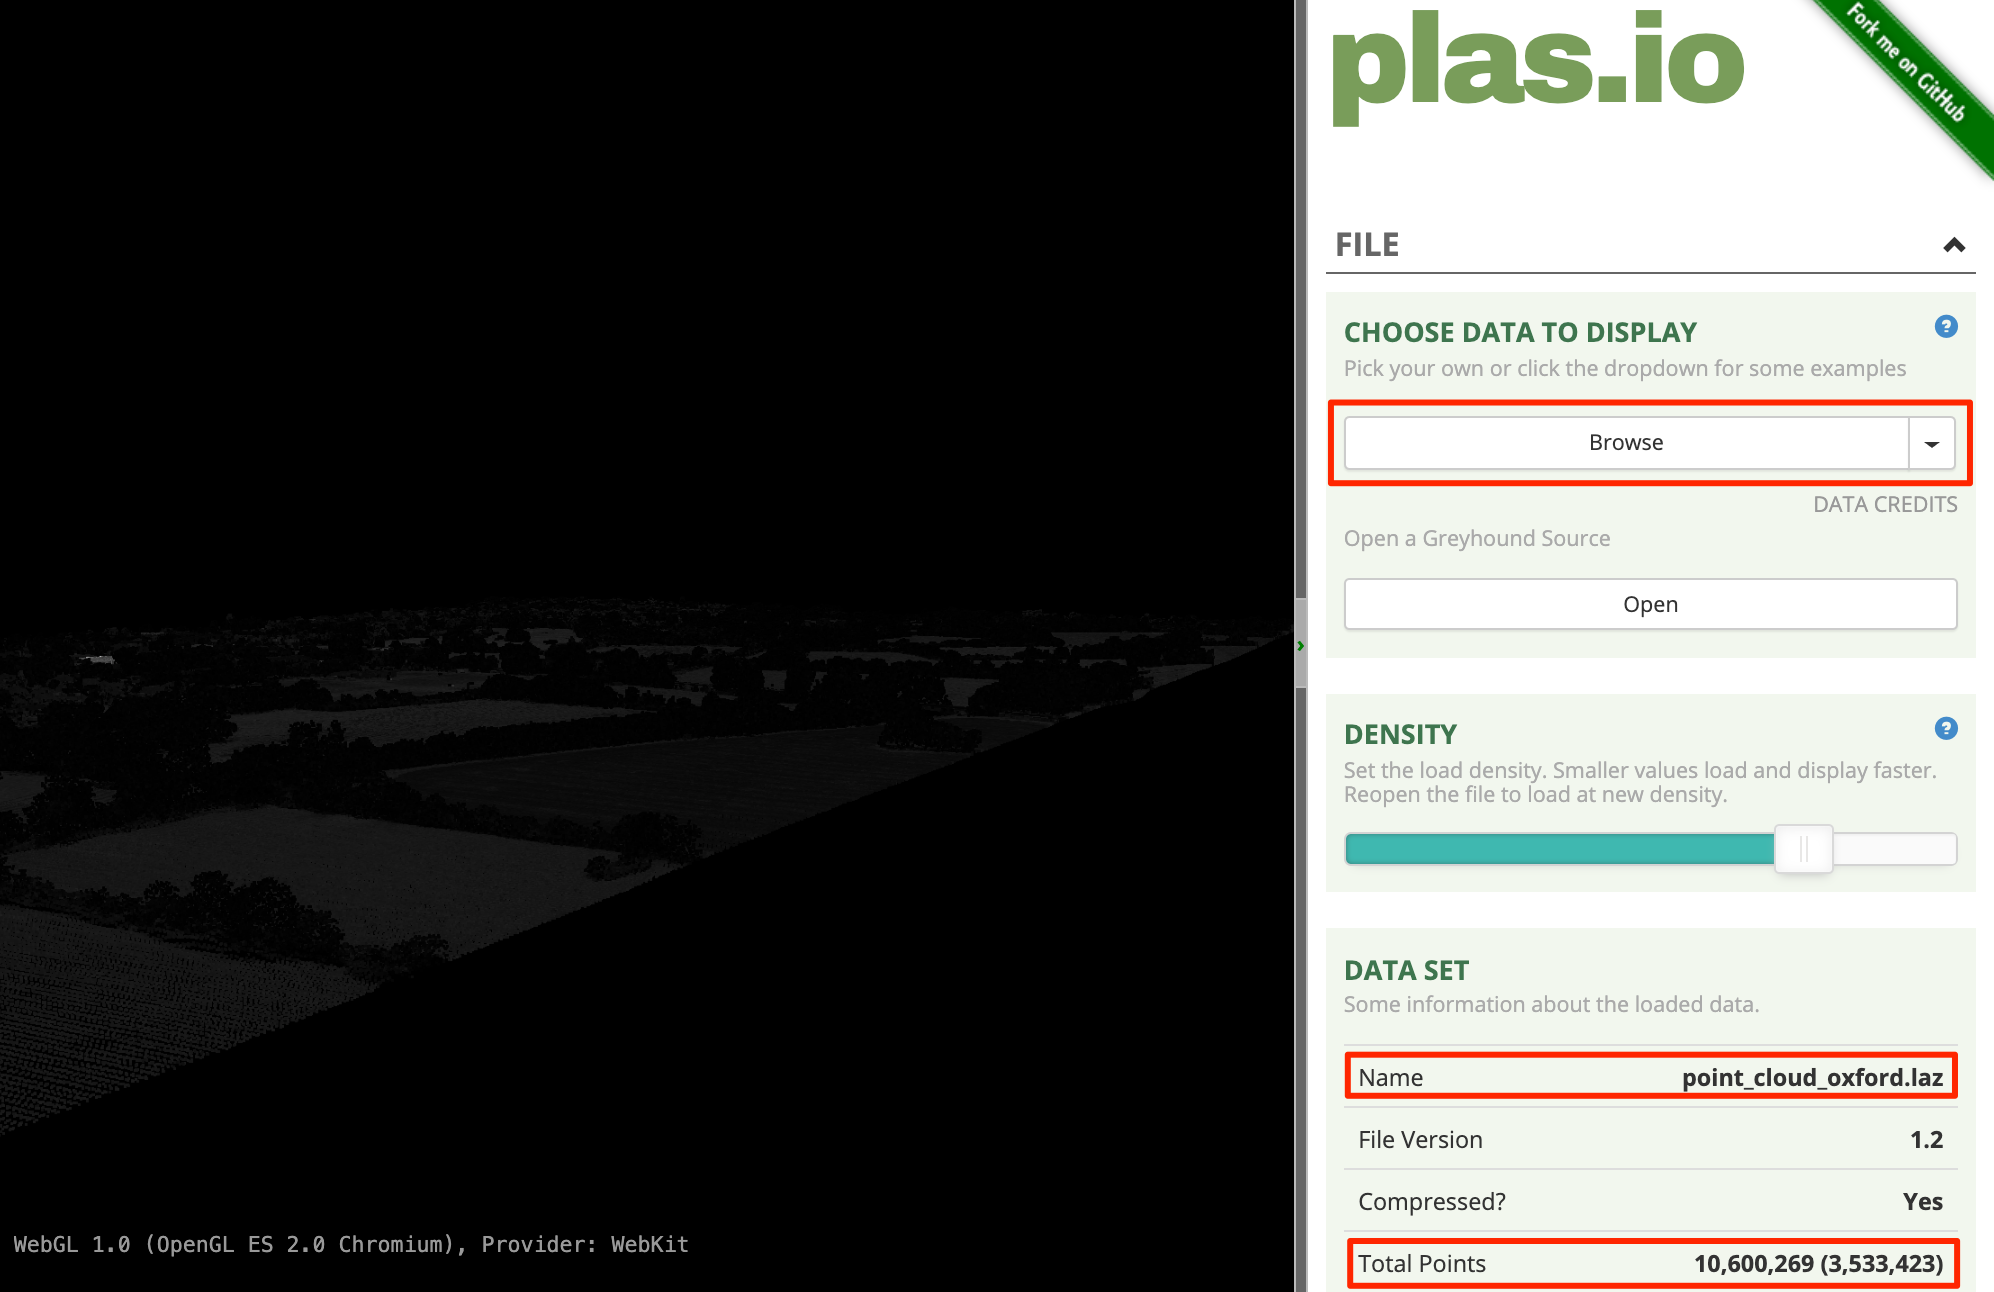 plas.io
Fork me on GitHub
FILE
CHOOSE DATA TO DISPLAY
?
Pick your own or click the dropdown for some examples
Browse
DATA CREDITS
Open a Greyhound Source
Open
DENSITY
?
Set the load density. Smaller values load and display faster.
Reopen the file to load at new density.
DATA SET
Some information about the loaded data.
Name point_cloud_oxford.laz
File Version 1.2
Compressed? Yes
Total Points 10,600,269 (3,533,423)
WebGL 1.0 (OpenGL ES 2.0 Chromium), Provider: WebKit